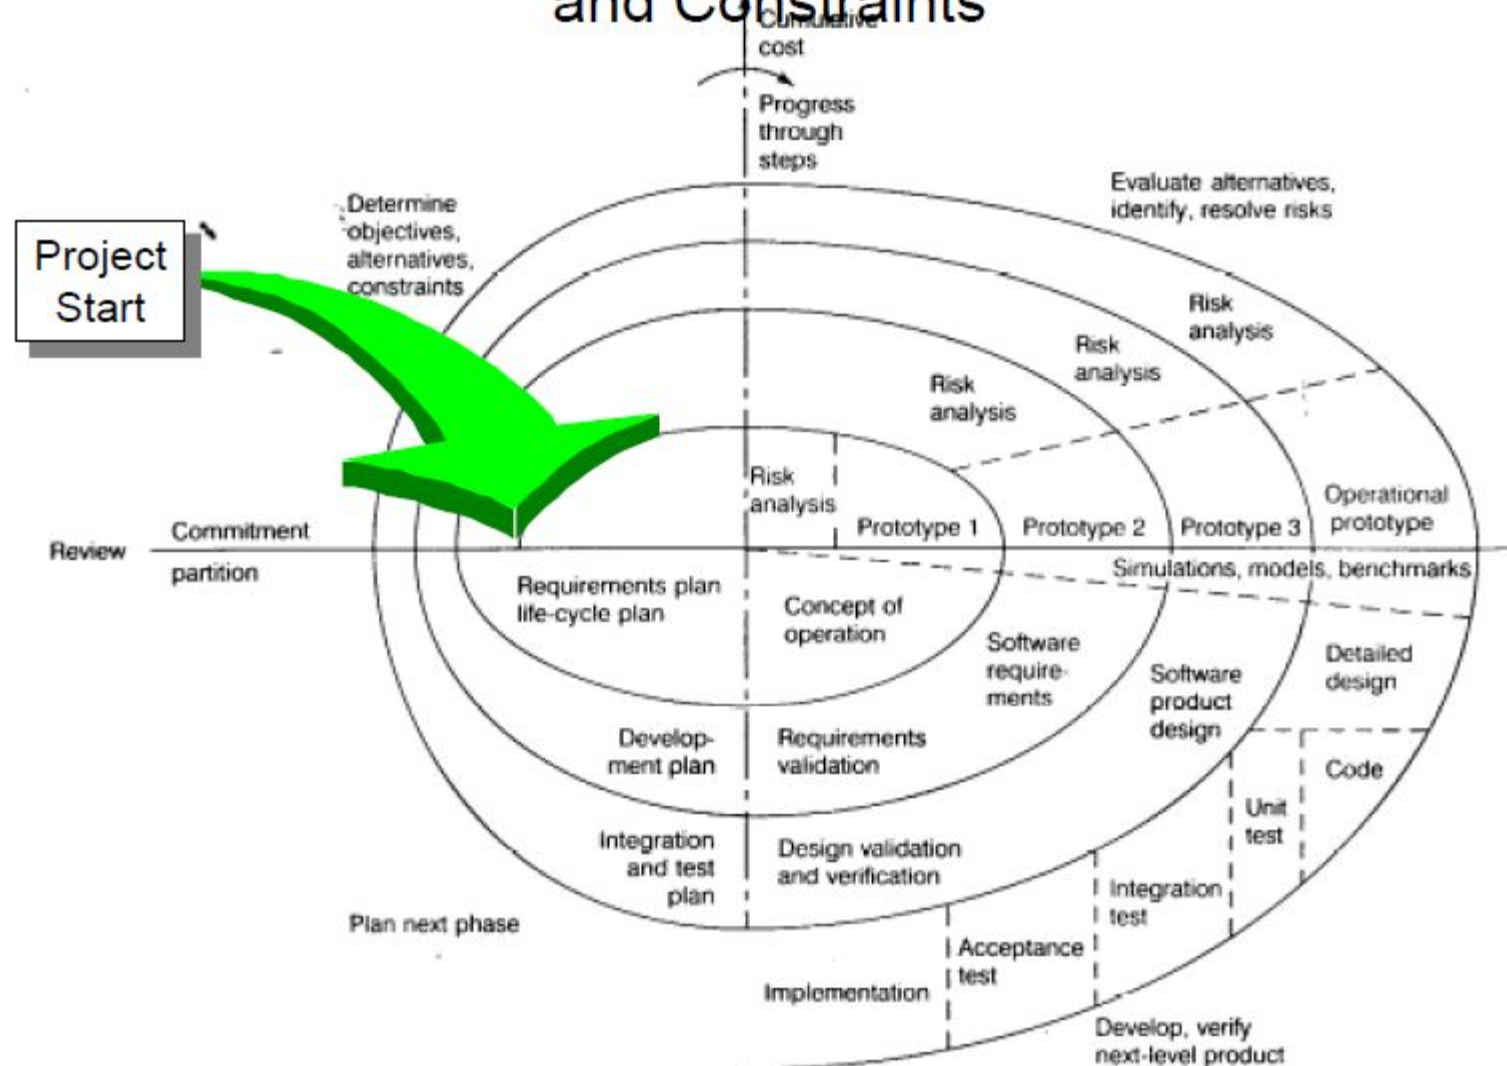 and Constraints
Cumulative
cost
Progress
through
steps
Evaluate alternatives,
identify, resolve risks
Determine
objectives,
alternatives,
constraints
Project
Start
Risk
analysis
Risk
analysis
Risk
analysis
Risk
analysis
Operational
prototype
Prototype 1
Prototype 2
Prototype 3
Review
Commitment
partition
Simulations, models, benchmarks
Requirements plan
life-cycle plan
Concept of
operation
Software
require-
ments
Software
product
design
Detailed
design
Develop-
ment plan
Requirements
validation
Code
Unit
test
Integration
and test
plan
Design validation
and verification
Integration
test
Plan next phase
Acceptance
test
Implementation
Develop, verify
next-level product